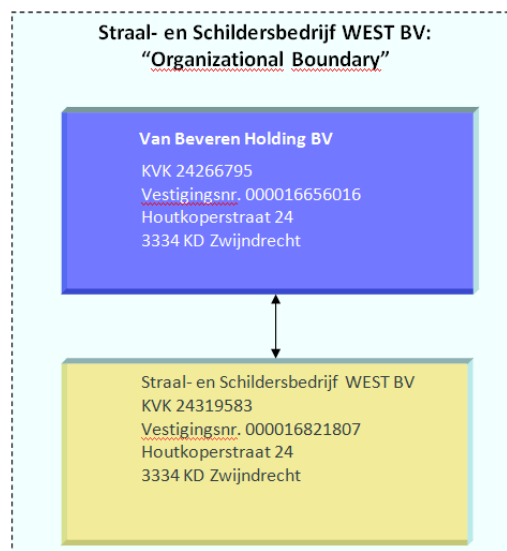 Straal- en Schildersbedrijf WEST BV:
“Organizational Boundary”
Van Beveren Holding BV
KVK 24266795
Vestigingsnr. 000016656016
Houtkoperstraat 24
3334 KD Zwijndrecht
Straal- en Schildersbedrijf WEST BV
KVK 24319583
Vestigingsnr. 000016821807
Houtkoperstraat 24
3334 KD Zwijndrecht